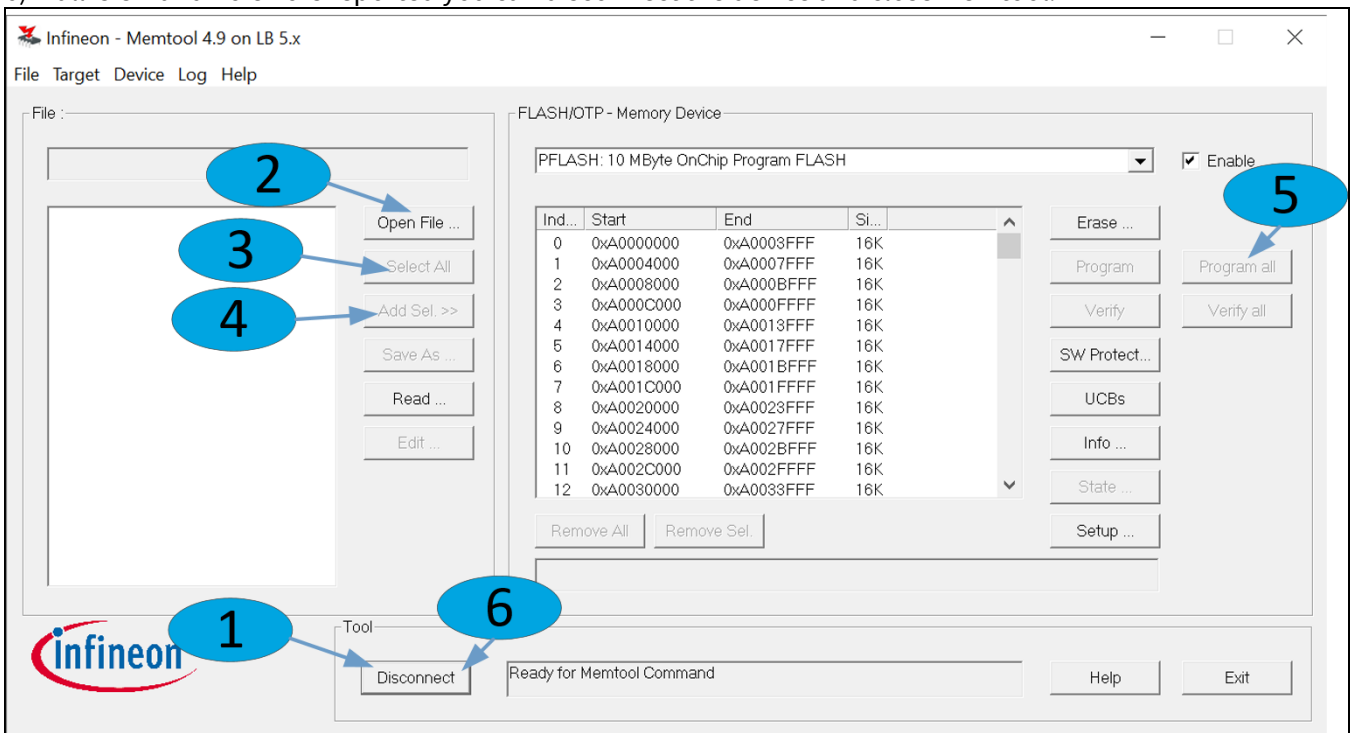 Infineon - Memtool 4.9 on LB 5.x
File Target Device Log Help
File :
FLASH/OTP - Memory Device
PFLASH: 10 MByte OnChip Program FLASH
Enable
2
5
Open File ...
Ind... Start End Si...
Erase ...
3
Select All
0 0xA0000000 0xA0003FFF 16K
1 0xA0004000 0xA0007FFF 16K
Program
Program all
2 0xA0008000 0xA000BFFF 16K
3 0xA000C000 0xA000FFFF 16K
4
Add Sel. >>
Verify
Verify all
4 0xA0010000 0xA0013FFF 16K
5 0xA0014000 0xA0017FFF 16K
Save As ...
SW Protect...
6 0xA0018000 0xA001BFFF 16K
7 0xA001C000 0xA001FFFF 16K
Read ...
UCBs
8 0xA0020000 0xA0023FFF 16K
9 0xA0024000 0xA0027FFF 16K
Edit ...
Info ...
10 0xA0028000 0xA002BFFF 16K
11 0xA002C000 0xA002FFFF 16K
12 0xA0030000 0xA0033FFF 16K
State ...
Remove All
Remove Sel.
Setup ...
1
6
infineon
Tool
Disconnect
Ready for Memtool Command
Help
Exit